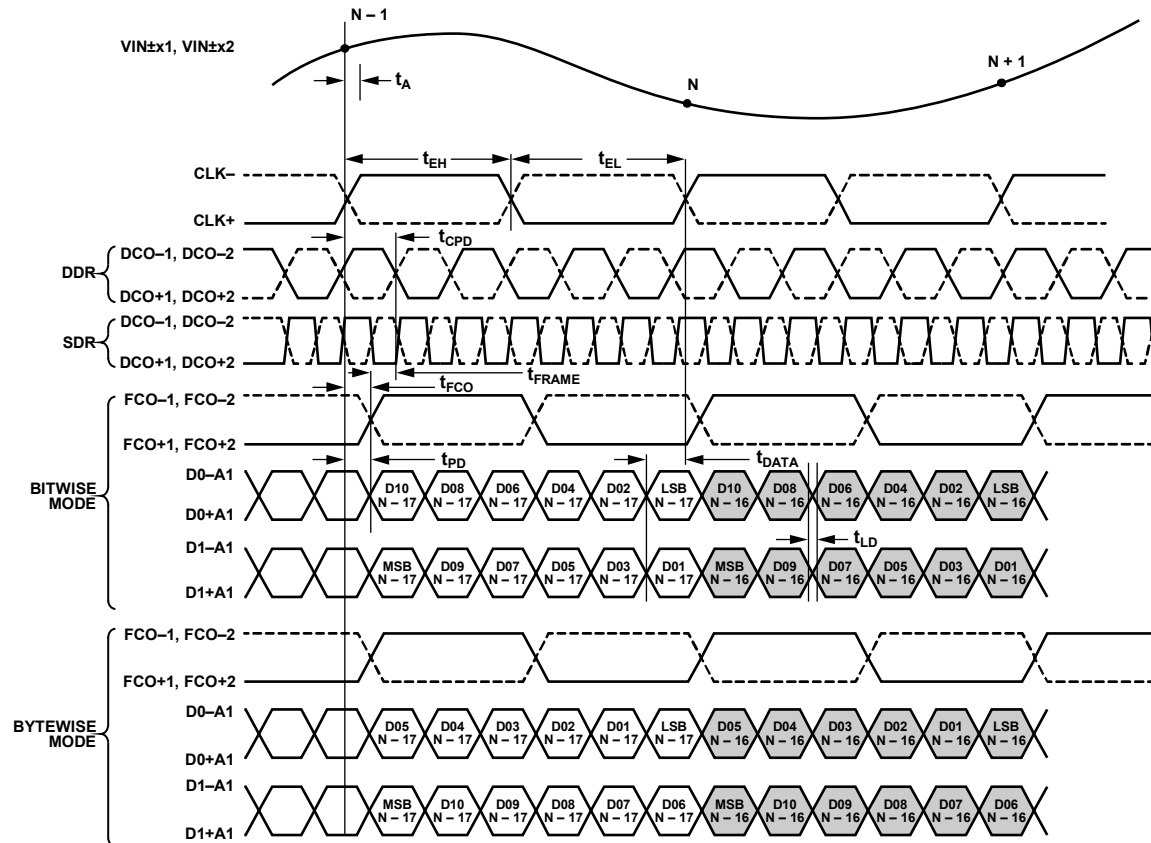 N – 1
VIN±x1, VIN±x2
tA
N
N + 1
tEH
tEL
CLK–
CLK+
tCPD
DDR
DCO–1, DCO–2
DCO+1, DCO+2
SDR
DCO–1, DCO–2
DCO+1, DCO+2
tFCO
tFRAME
BITWISE
MODE
FCO–1, FCO–2
FCO+1, FCO+2
tPD
tDATA
D0–A1
D10 D08 D06 D04 D02 LSB D10 D08 D06 D04 D02 LSB
N – 17 N – 17 N – 17 N – 17 N – 17 N – 17 N – 16 N – 16 N – 16 N – 16 N – 16 N – 16
D0+A1
tLD
D1–A1
MSB D09 D07 D05 D03 D01 MSB D09 D07 D05 D03 D01
N – 17 N – 17 N – 17 N – 17 N – 17 N – 17 N – 16 N – 16 N – 16 N – 16 N – 16 N – 16
D1+A1
BYTEWISE
MODE
FCO–1, FCO–2
FCO+1, FCO+2
D0–A1
D05 D04 D03 D02 D01 LSB D05 D04 D03 D02 D01 LSB
N – 17 N – 17 N – 17 N – 17 N – 17 N – 17 N – 16 N – 16 N – 16 N – 16 N – 16 N – 16
D0+A1
D1–A1
MSB D10 D09 D08 D07 D06 MSB D10 D09 D08 D07 D06
N – 17 N – 17 N – 17 N – 17 N – 17 N – 17 N – 16 N – 16 N – 16 N – 16 N – 16 N – 16
D1+A1